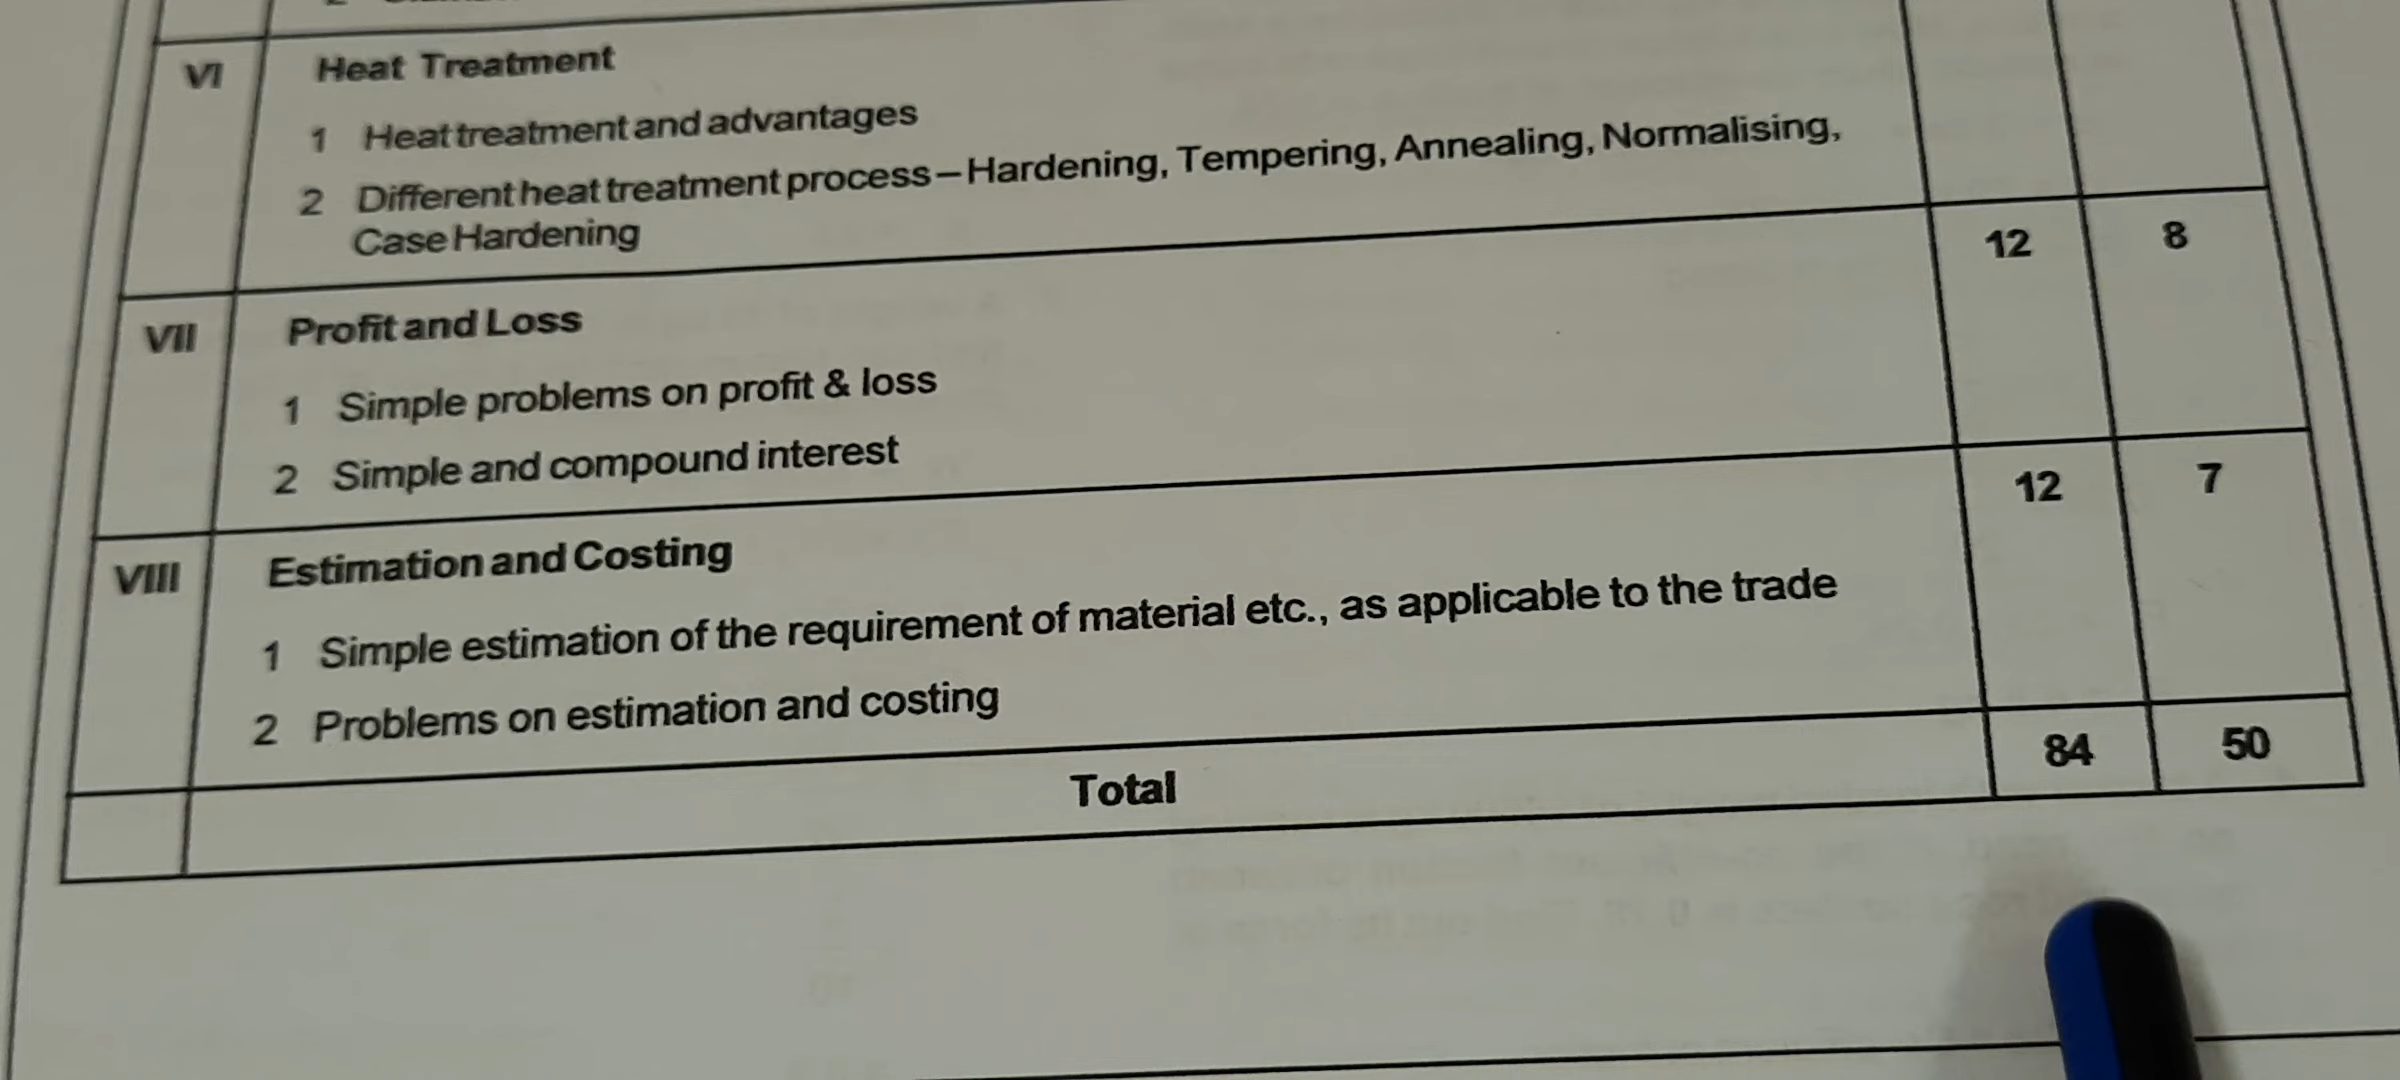 VI Heat Treatment
1 Heat treatment and advantages
2 Different heat treatment process – Hardening, Tempering, Annealing, Normalising,
Case Hardening
VII Profit and Loss 12 8
1 Simple problems on profit & loss
2 Simple and compound interest
VIII Estimation and Costing 12 7
1 Simple estimation of the requirement of material etc., as applicable to the trade
2 Problems on estimation and costing
Total 84 50